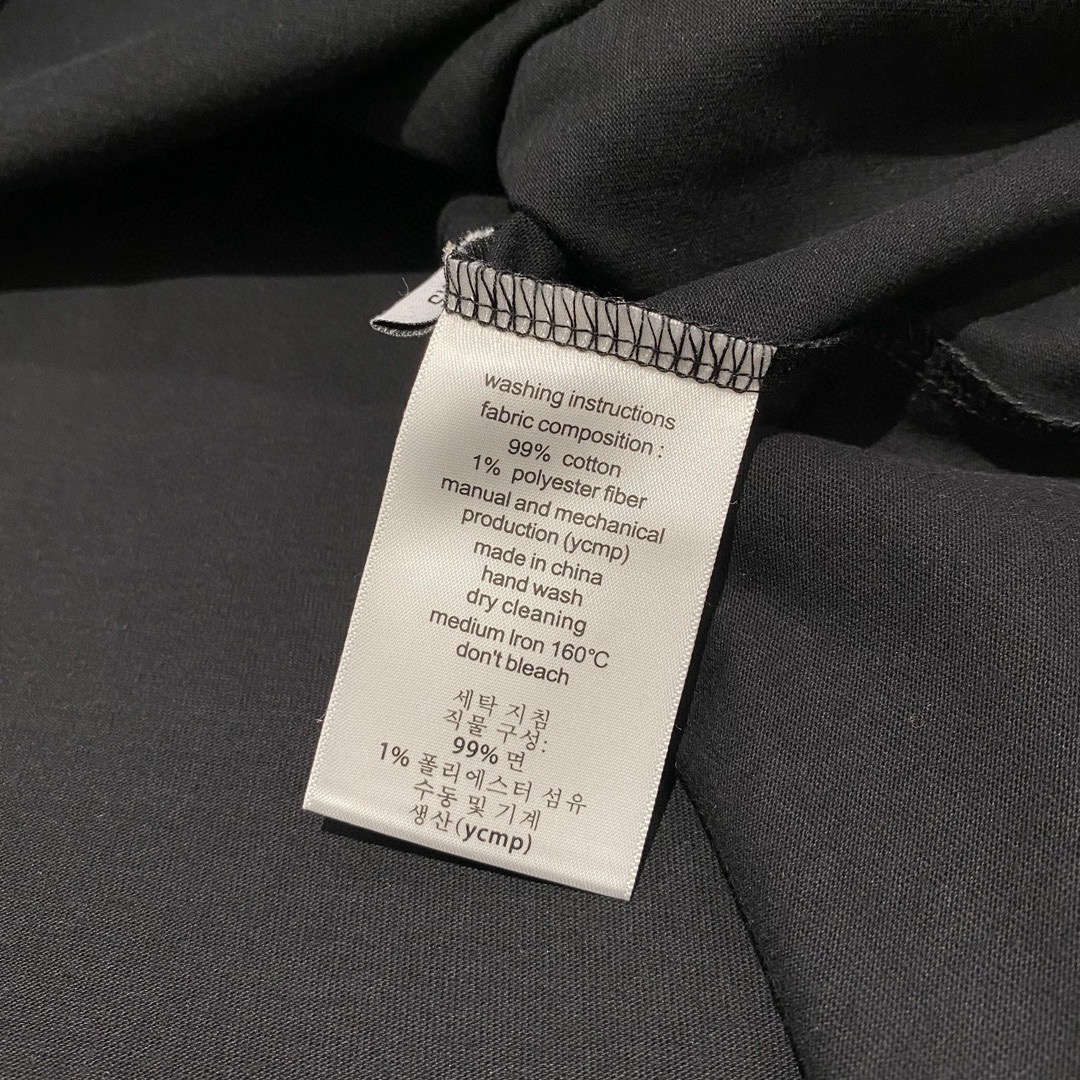 washing instructions
fabric composition :
99% cotton
1% polyester fiber
manual and mechanical
production (ycmp)
made in china
hand wash
dry cleaning
medium Iron 160°C
don't bleach
세탁 지침
직물 구성:
99% 면
1% 폴리에스터 섬유
수동 및 기계
생산(ycmp)